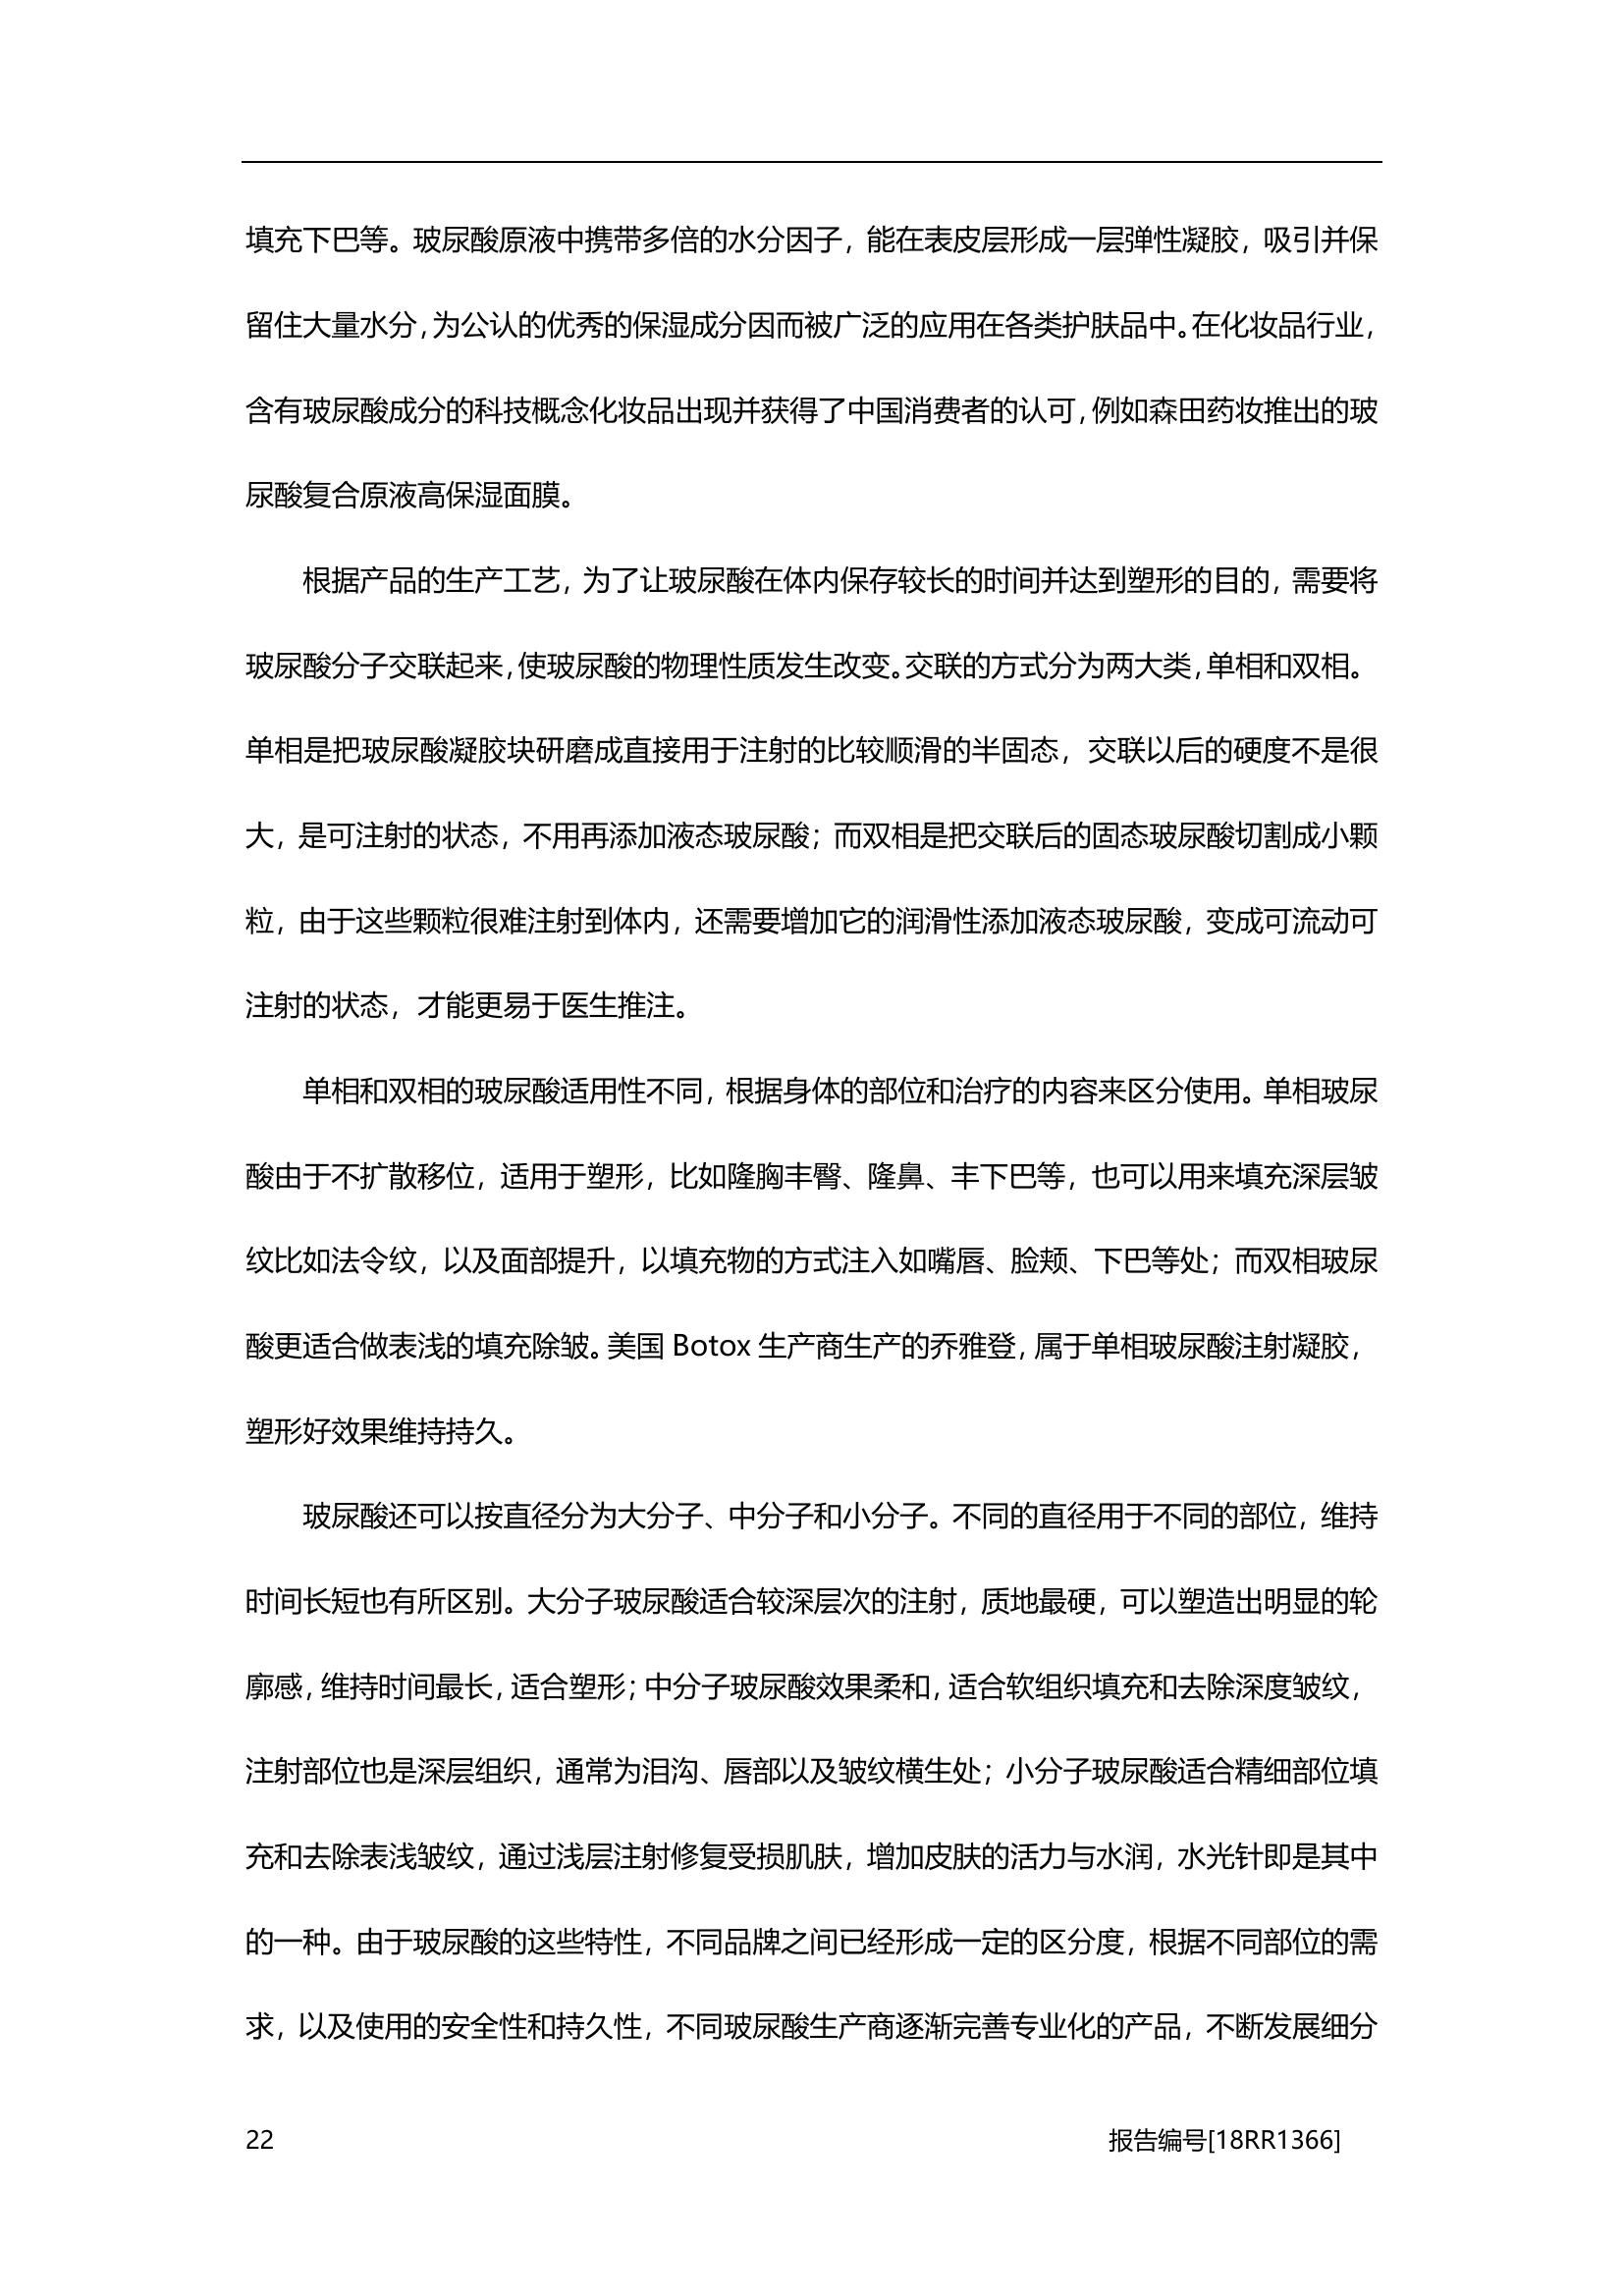 填充下巴等。玻尿酸原液中携带多倍的水分因子，能在表皮层形成一层弹性凝胶，吸引并保
留住大量水分，为公认的优秀的保湿成分因而被广泛的应用在各类护肤品中。在化妆品行业，
含有玻尿酸成分的科技概念化妆品出现并获得了中国消费者的认可，例如森田药妆推出的玻
尿酸复合原液高保湿面膜。
根据产品的生产工艺，为了让玻尿酸在体内保存较长的时间并达到塑形的目的，需要将
玻尿酸分子交联起来，使玻尿酸的物理性质发生改变。交联的方式分为两大类，单相和双相。
单相是把玻尿酸凝胶块研磨成直接用于注射的比较顺滑的半固态，交联以后的硬度不是很
大，是可注射的状态，不用再添加液态玻尿酸；而双相是把交联后的固态玻尿酸切割成小颗
粒，由于这些颗粒很难注射到体内，还需要增加它的润滑性添加液态玻尿酸，变成可流动可
注射的状态，才能更易于医生推注。
单相和双相的玻尿酸适用性不同，根据身体的部位和治疗的内容来区分使用。单相玻尿
酸由于不扩散移位，适用于塑形，比如隆胸丰臀、隆鼻、丰下巴等，也可以用来填充深层皱
纹比如法令纹，以及面部提升，以填充物的方式注入如嘴唇、脸颊、下巴等处；而双相玻尿
酸更适合做表浅的填充除皱。美国 Botox 生产商生产的乔雅登，属于单相玻尿酸注射凝胶，
塑形好效果维持持久。
玻尿酸还可以按直径分为大分子、中分子和小分子。不同的直径用于不同的部位，维持
时间长短也有所区别。大分子玻尿酸适合较深层次的注射，质地最硬，可以塑造出明显的轮
廓感，维持时间最长，适合塑形；中分子玻尿酸效果柔和，适合软组织填充和去除深度皱纹，
注射部位也是深层组织，通常为泪沟、唇部以及皱纹横生处；小分子玻尿酸适合精细部位填
充和去除表浅皱纹，通过浅层注射修复受损肌肤，增加皮肤的活力与水润，水光针即是其中
的一种。由于玻尿酸的这些特性，不同品牌之间已经形成一定的区分度，根据不同部位的需
求，以及使用的安全性和持久性，不同玻尿酸生产商逐渐完善专业化的产品，不断发展细分
22 报告编号[18RR1366]